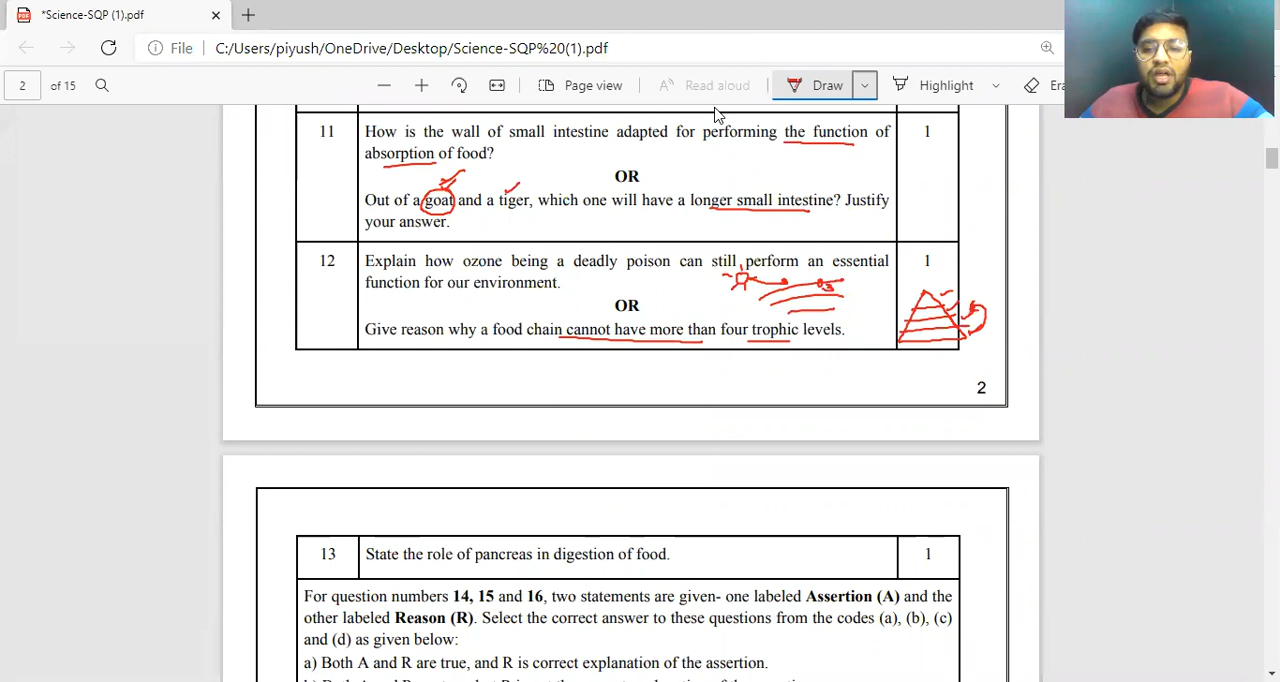 *Science-SQP (1).pdf
File C:/Users/piyush/OneDrive/Desktop/Science-SQP%20(1).pdf
2 of 15 Page view Read aloud Draw Highlight Era
11 How is the wall of small intestine adapted for performing the function of 1
absorption of food?
OR
Out of a goat and a tiger, which one will have a longer small intestine? Justify
your answer.
12 Explain how ozone being a deadly poison can still perform an essential 1
function for our environment.
OR
Give reason why a food chain cannot have more than four trophic levels.
2
13 State the role of pancreas in digestion of food. 1
For question numbers 14, 15 and 16, two statements are given- one labeled Assertion (A) and the
other labeled Reason (R). Select the correct answer to these questions from the codes (a), (b), (c)
and (d) as given below:
a) Both A and R are true, and R is correct explanation of the assertion.